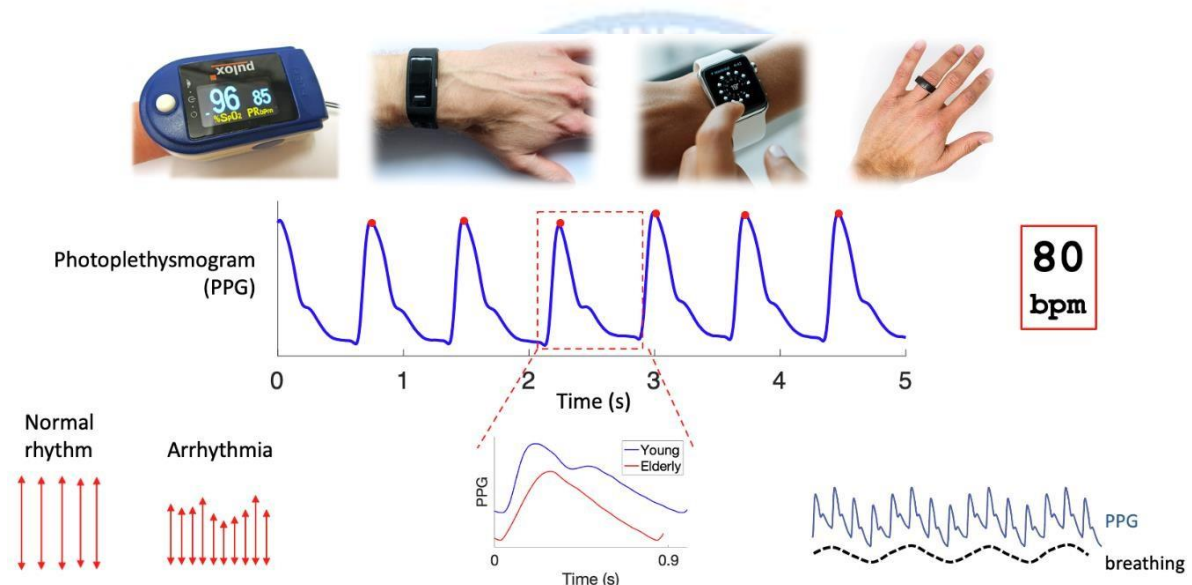 pulox
96 85
%SpO2 PRbpm
Photoplethysmogram
(PPG)
80
bpm
0 1 2 3 4 5
Time (s)
Normal
rhythm
Arrhythmia
Young
Elderly
PPG
0 0.9
Time (s)
PPG
breathing